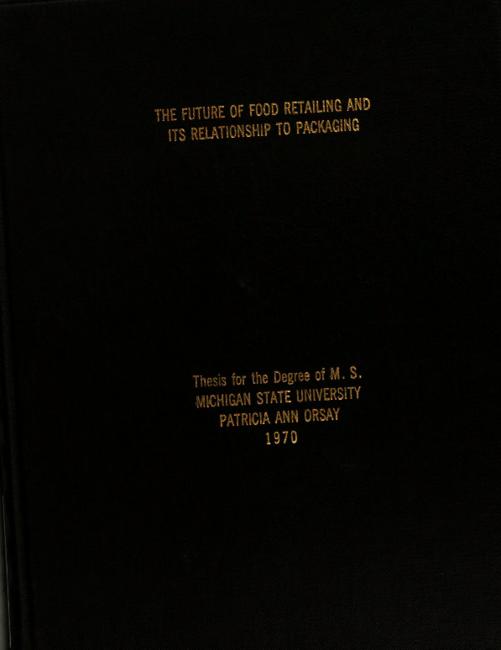 THE FUTURE OF FOOD RETAILING AND
ITS RELATIONSHIP TO PACKAGING
Thesis for the Degree of M. S.
MICHIGAN STATE UNIVERSITY
PATRICIA ANN ORSAY
1970